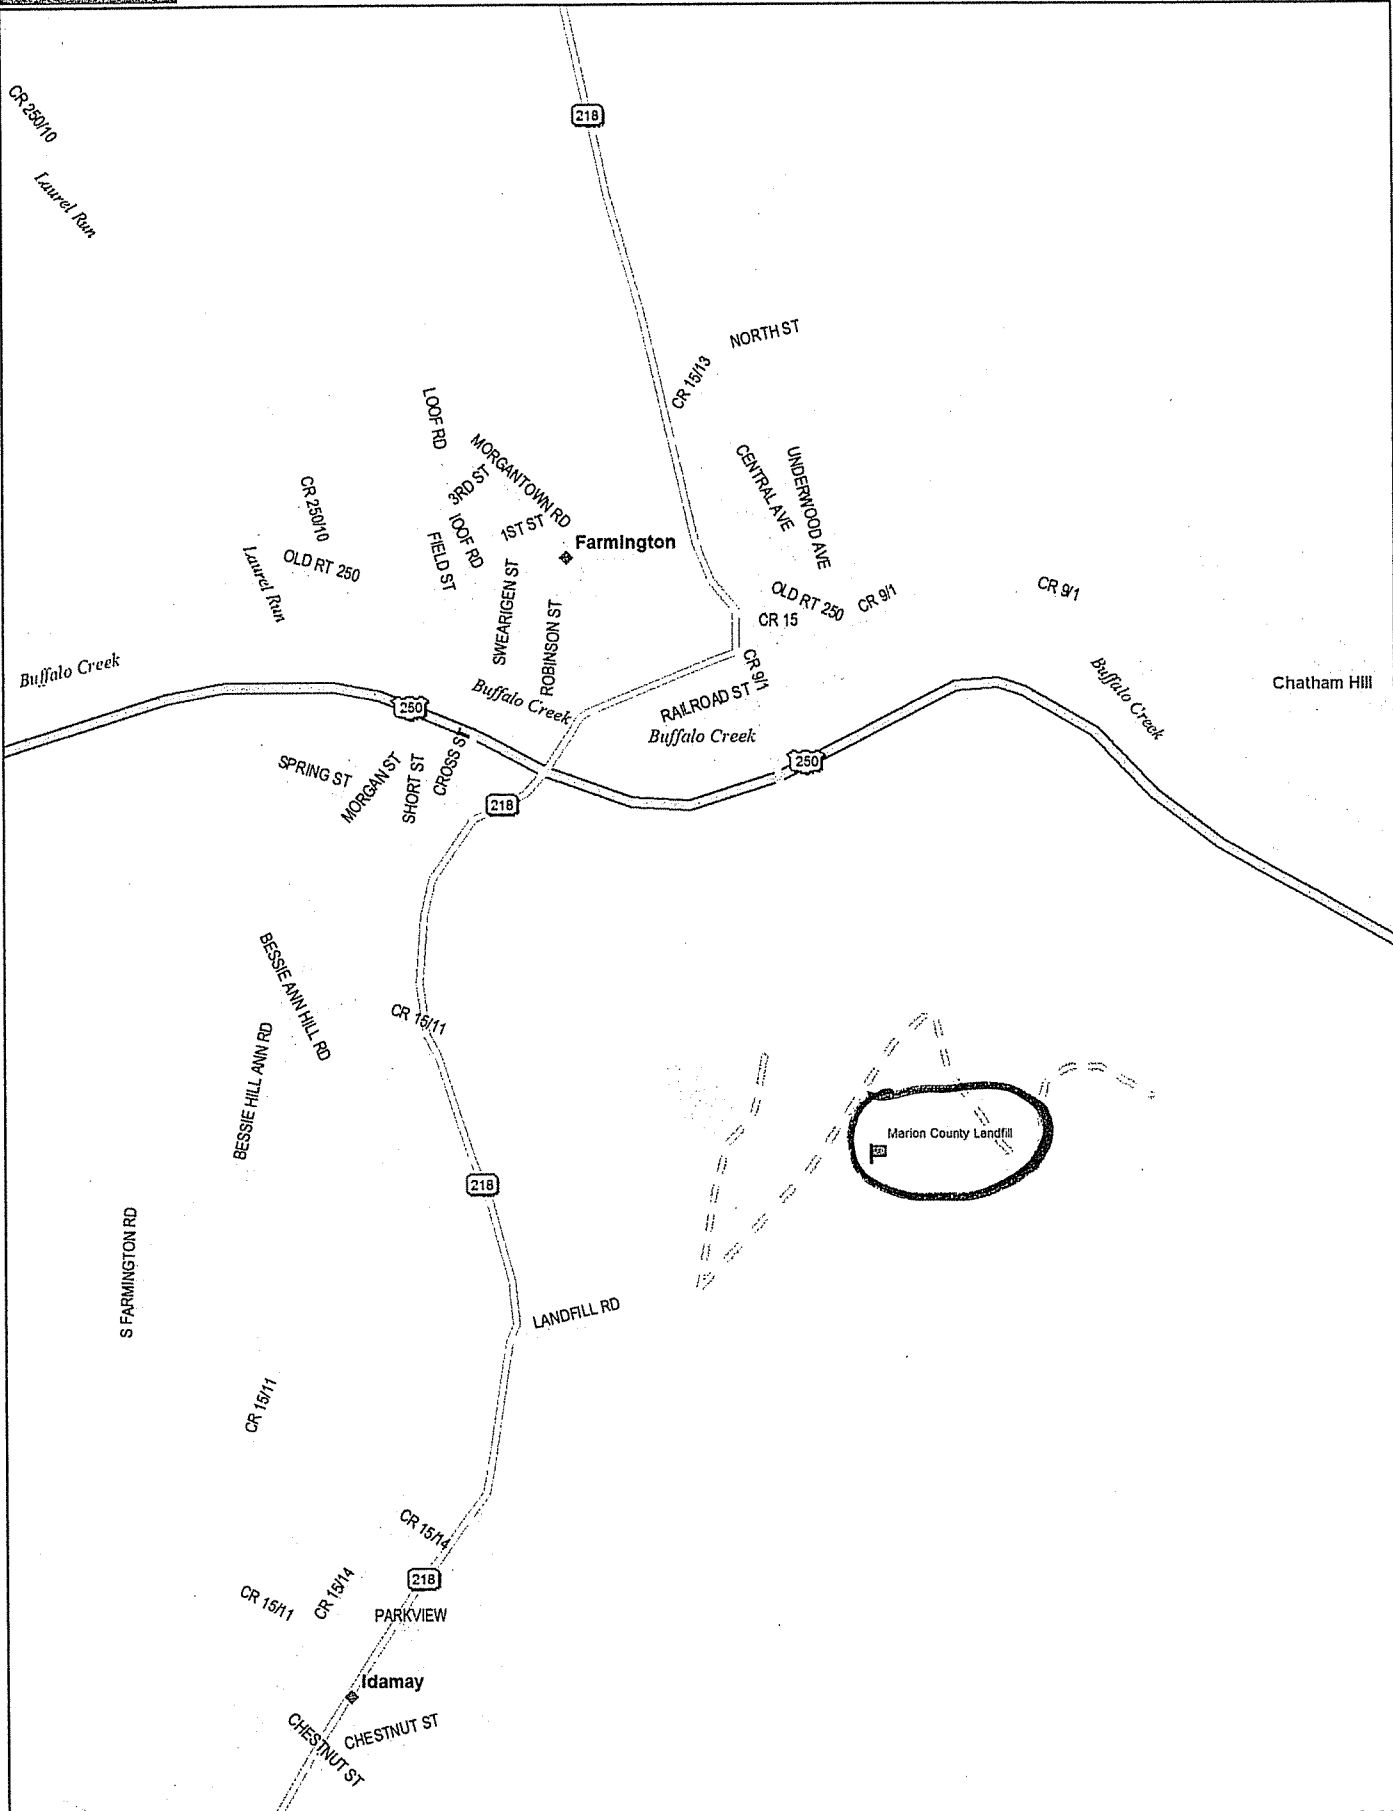 218
CR 250/10
Laurel Run
NORTH ST
CR 15/13
LOOF RD
MORGANTOWN RD
3RD ST
CENTRAL AVE
UNDERWOOD AVE
CR 250/10
IOOF RD
1ST ST
FIELD ST
Farmington
Laurel Run
OLD RT 250
SWEARIGEN ST
ROBINSON ST
OLD RT 250
CR 9/1
CR 9/1
CR 15
Buffalo Creek
CR 9/1
Buffalo Creek
Chatham Hill
Buffalo Creek
250
RAILROAD ST
Buffalo Creek
250
SPRING ST
MORGAN ST
SHORT ST
CROSS ST
218
BESSIE ANN HILL RD
CR 15/11
BESSIE HILL ANN RD
Marion County Landfill
218
S FARMINGTON RD
LANDFILL RD
CR 15/11
CR 15/14
218
CR 15/11
CR 15/14
PARKVIEW
Idamay
CHESTNUT ST
CHESTNUT ST